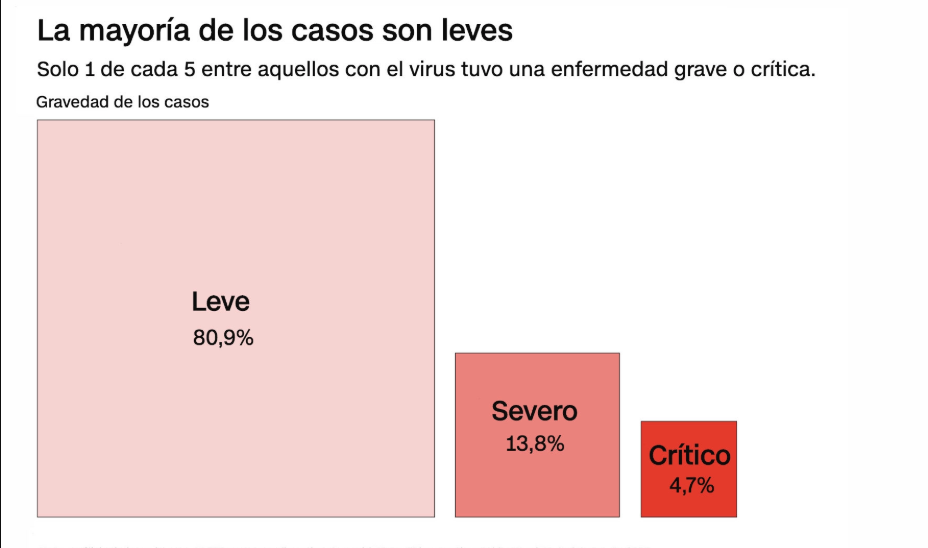 La mayoría de los casos son leves
Solo 1 de cada 5 entre aquellos con el virus tuvo una enfermedad grave o crítica.
Gravedad de los casos
Leve
80,9%
Severo
13,8%
Crítico
4,7%